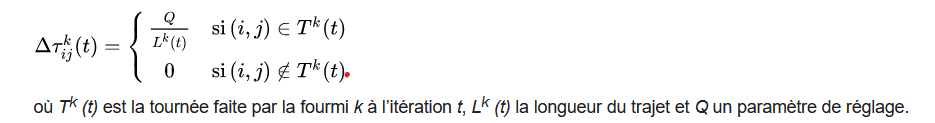 $$\Delta\tau_{ij}^{k}(t) = \begin{cases} \frac{Q}{L^{k}(t)} & \text{si}\,(i,j) \in T^{k}(t) \\ 0 & \text{si}\,(i,j) \notin T^{k}(t). \end{cases}$$
où T^k (t) est la tournée faite par la fourmi k à l'itération t, L^k (t) la longueur du trajet et Q un paramètre de réglage.